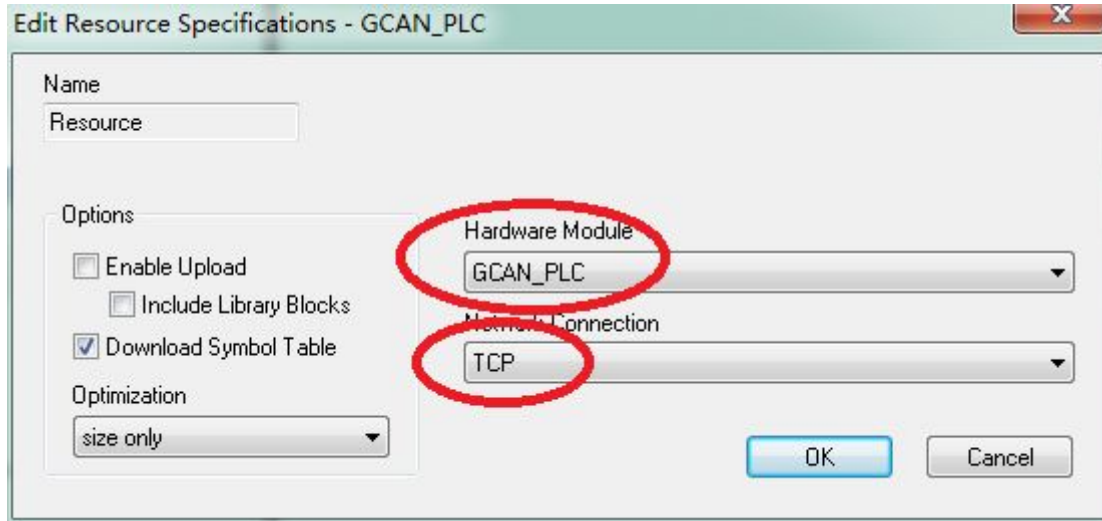 Edit Resource Specifications - GCAN_PLC
Name
Resource
Options
Enable Upload
Include Library Blocks
Download Symbol Table
Optimization
size only
Hardware Module
GCAN_PLC
Network Connection
TCP
OK
Cancel